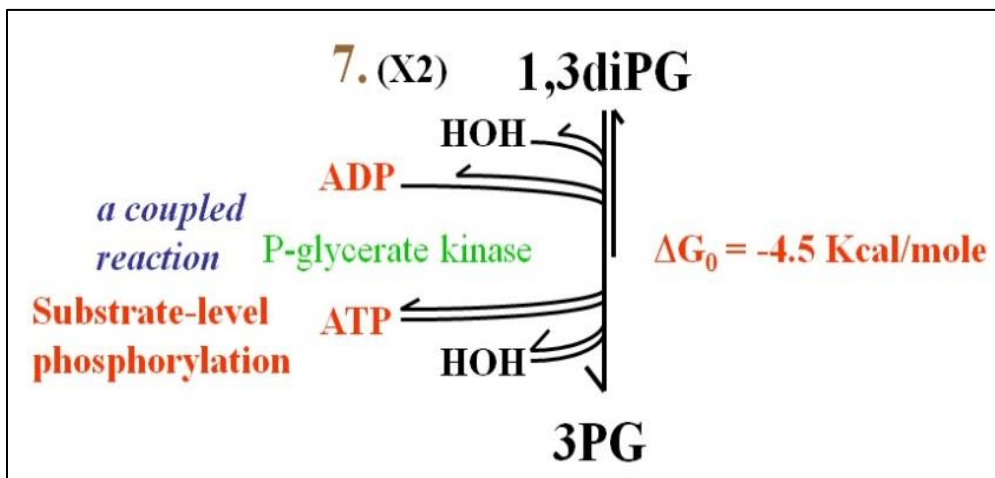 7. (X2) 1,3diPG
HOH
ADP
a coupled
reaction
P-glycerate kinase
ΔG₀ = -4.5 Kcal/mole
Substrate-level
phosphorylation
ATP
HOH
3PG